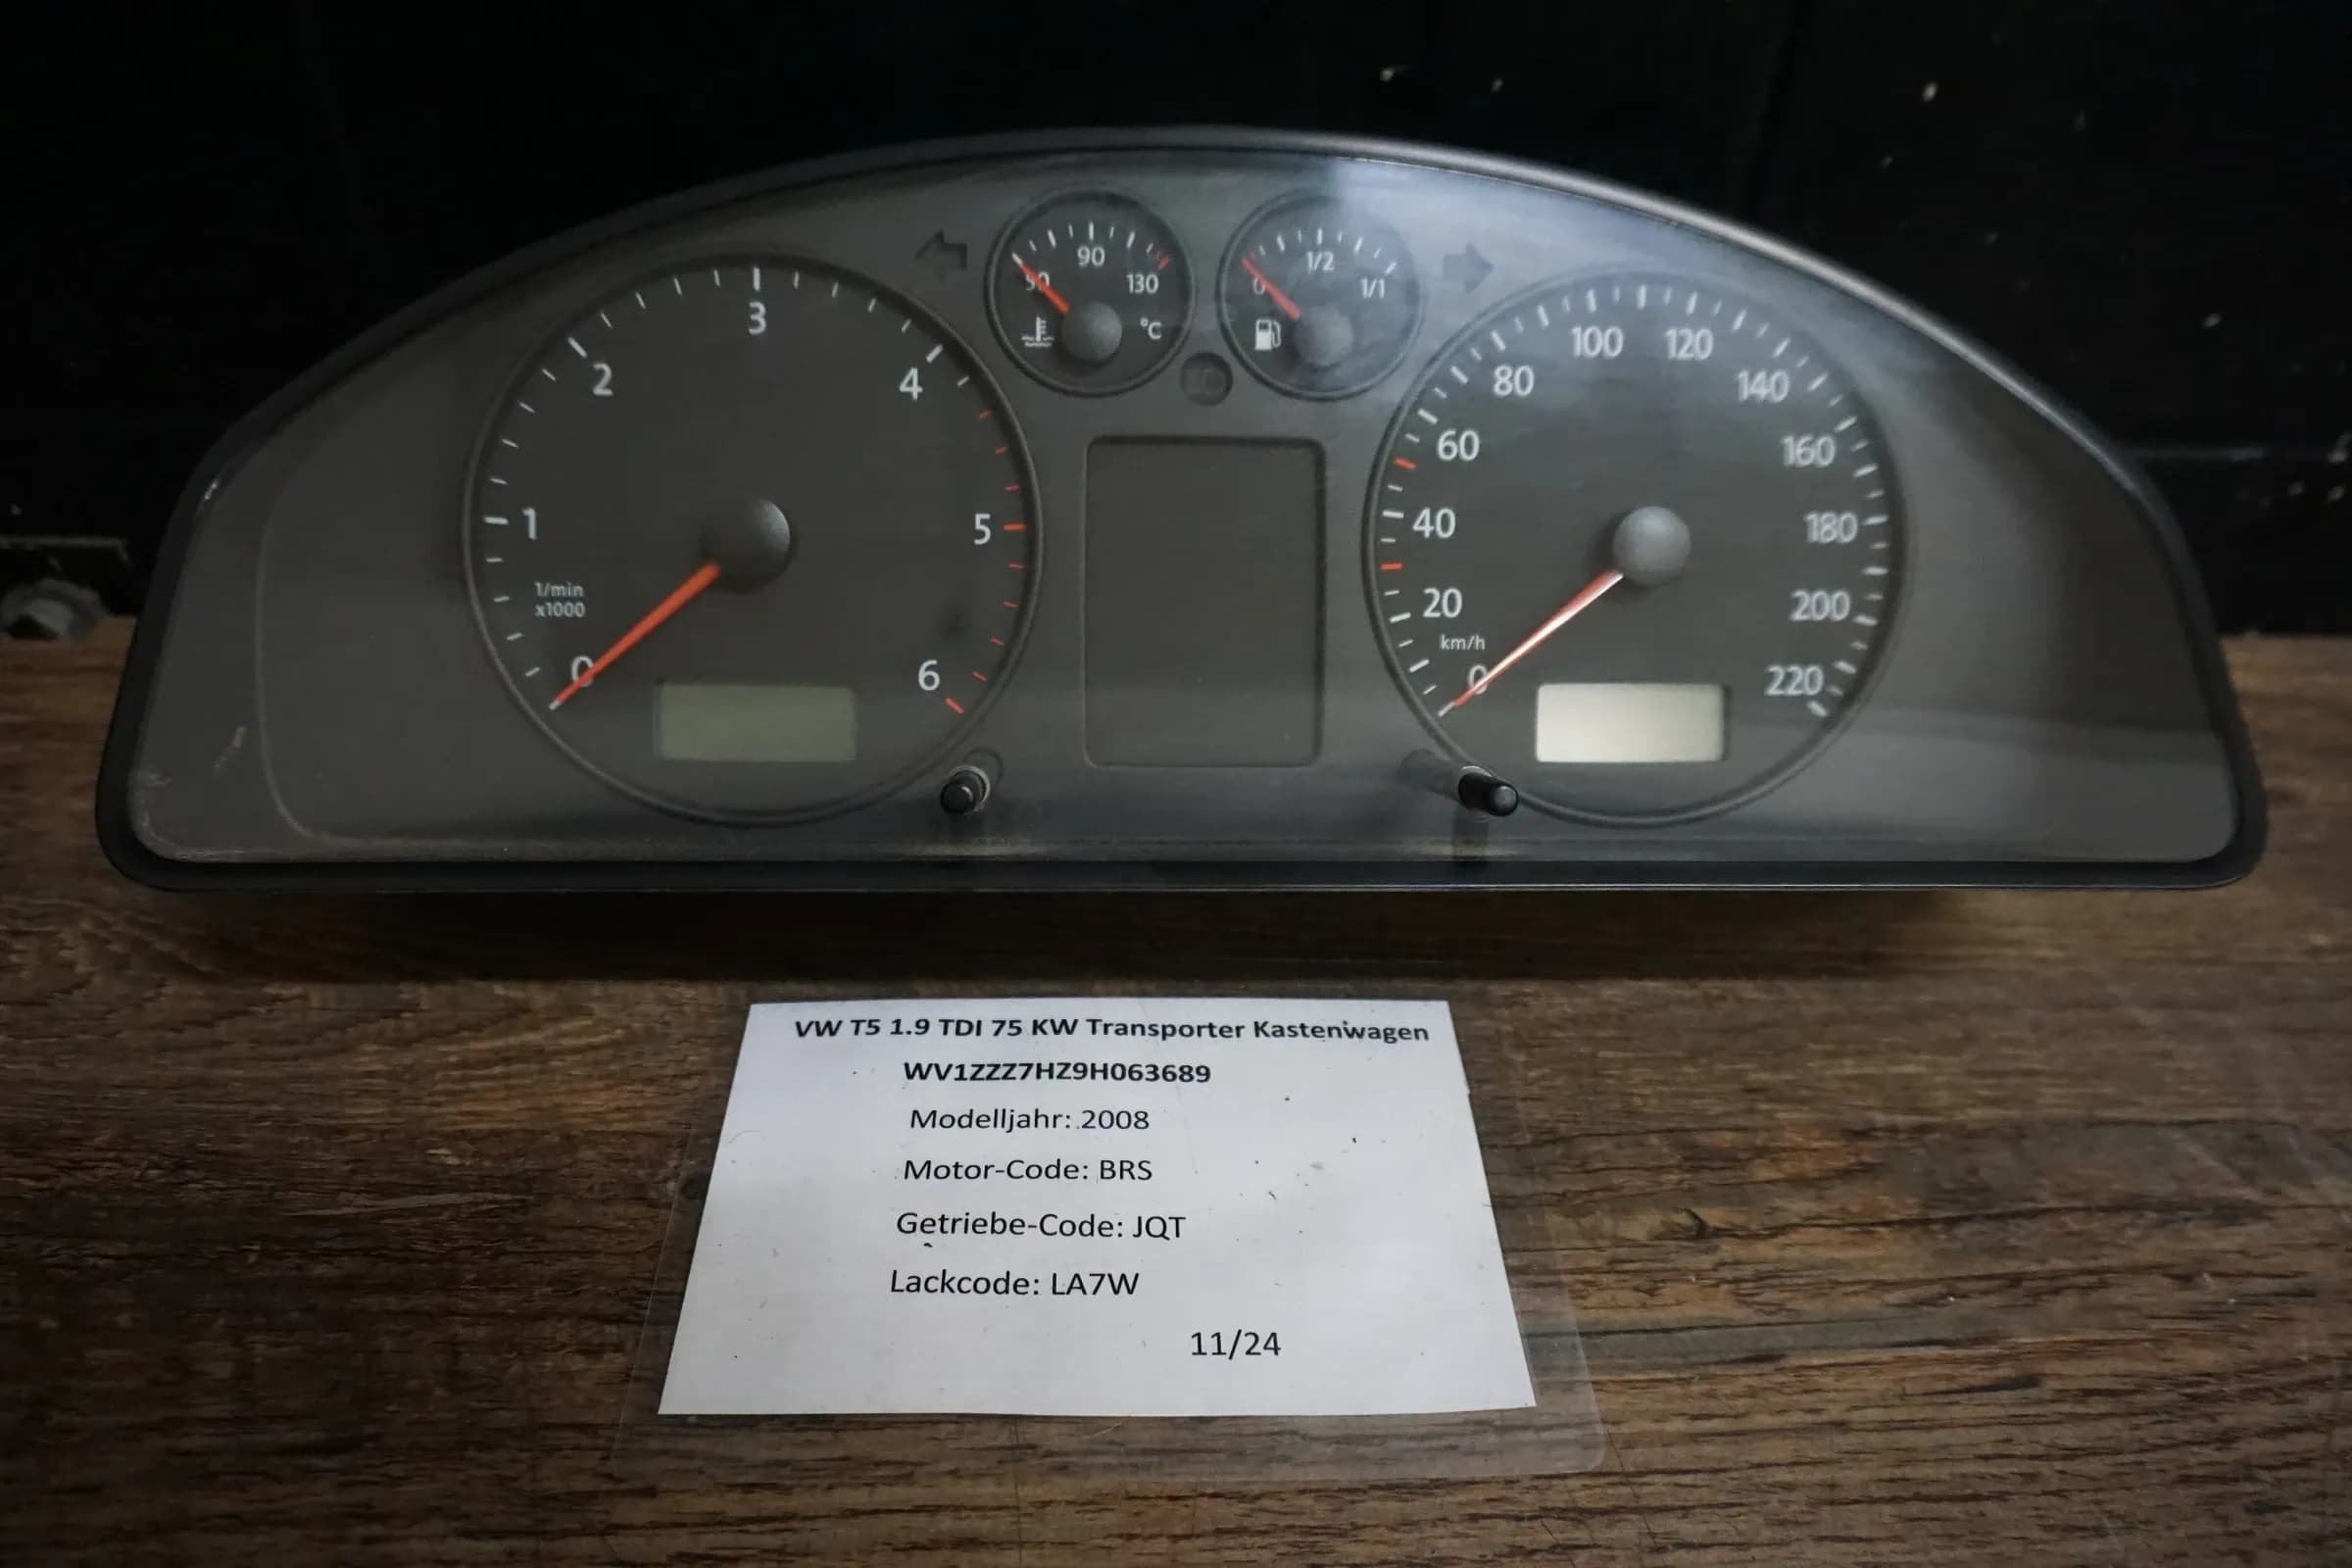 90
1/2
50
130
0
1/1
°C
3
2
4
1
5
1/min
x1000
0
6
100
120
80
140
60
160
40
180
20
200
km/h
0
220
VW T5 1.9 TDI 75 KW Transporter Kastenwagen
WV1ZZZ7HZ9H063689
Modelljahr: 2008
Motor-Code: BRS
Getriebe-Code: JQT
Lackcode: LA7W
11/24